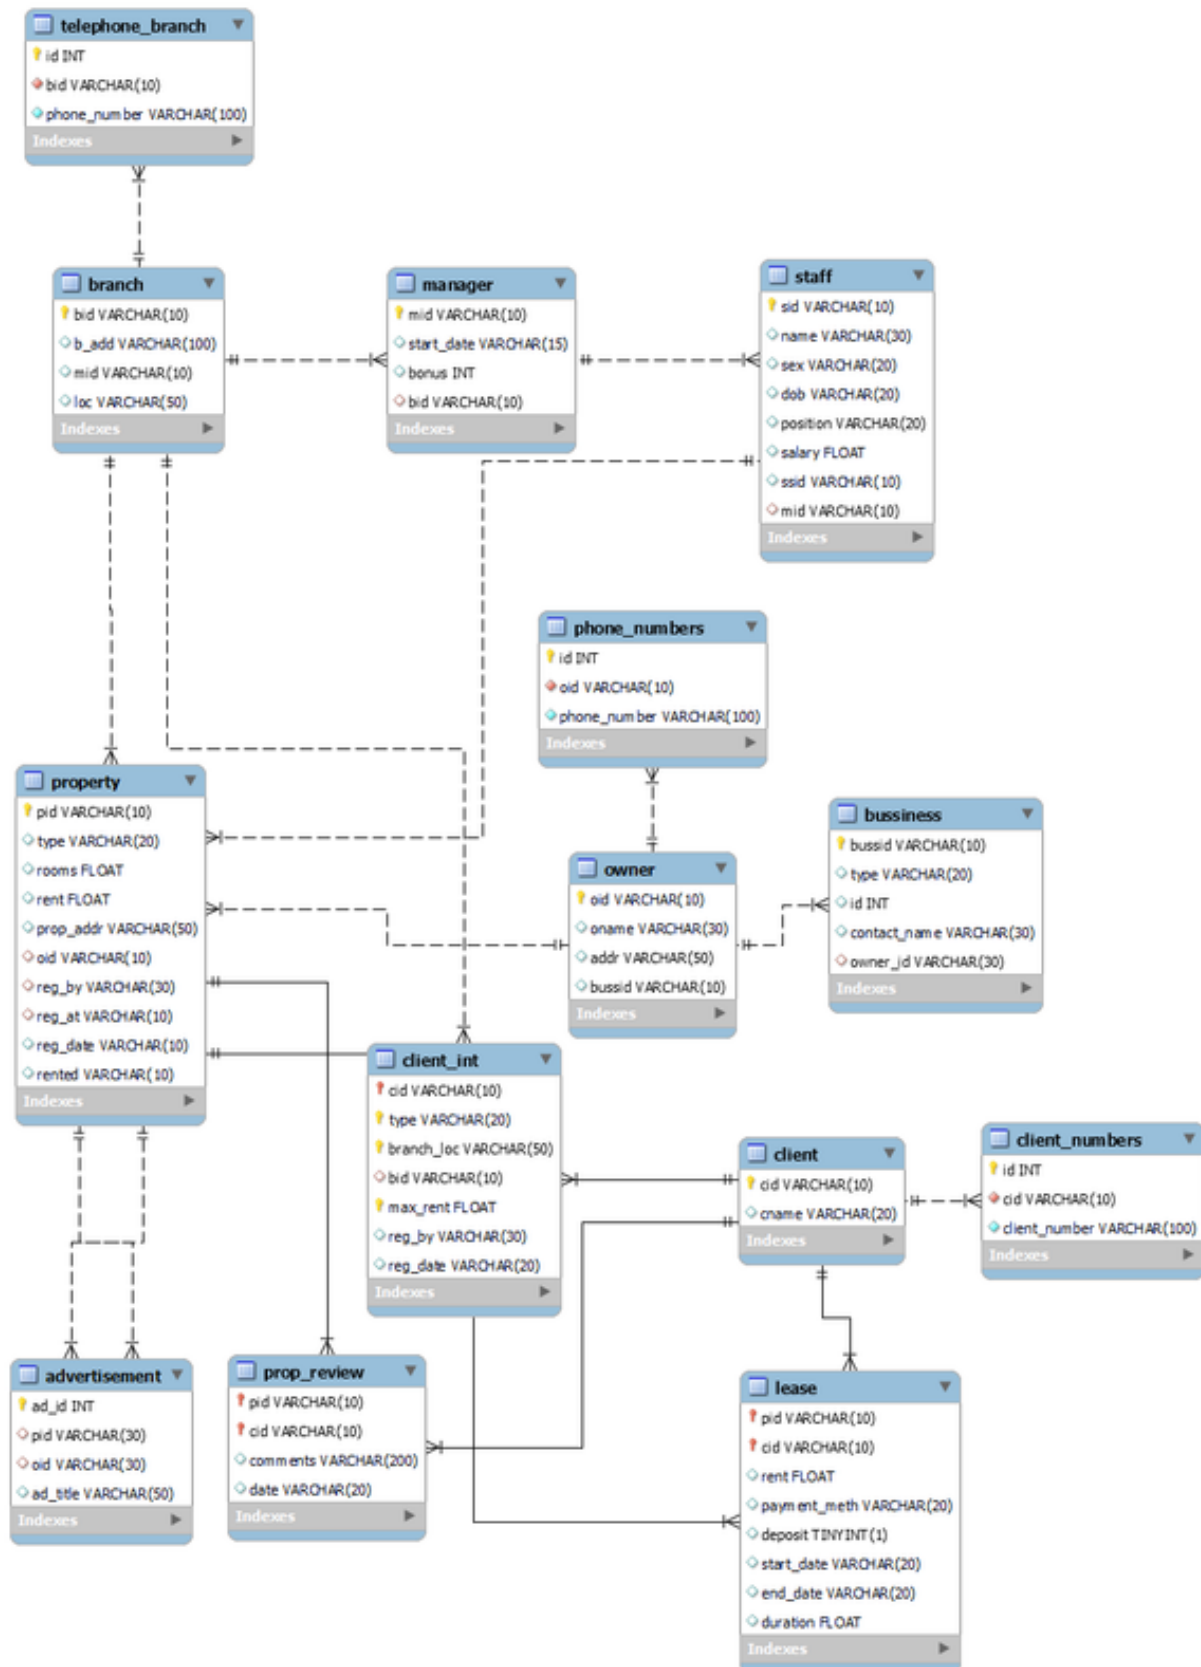 telephone_branch
id INT
bid VARCHAR(10)
phone_number VARCHAR(100)
Indexes
branch
bid VARCHAR(10)
b_add VARCHAR(100)
mid VARCHAR(10)
loc VARCHAR(50)
Indexes
manager
mid VARCHAR(10)
start_date VARCHAR(15)
bonus INT
bid VARCHAR(10)
Indexes
staff
sid VARCHAR(10)
name VARCHAR(30)
sex VARCHAR(20)
dob VARCHAR(20)
position VARCHAR(20)
salary FLOAT
ssid VARCHAR(10)
mid VARCHAR(10)
Indexes
phone_numbers
id INT
oid VARCHAR(10)
phone_number VARCHAR(100)
Indexes
property
pid VARCHAR(10)
type VARCHAR(20)
rooms FLOAT
rent FLOAT
prop_addr VARCHAR(50)
oid VARCHAR(10)
reg_by VARCHAR(30)
reg_at VARCHAR(10)
reg_date VARCHAR(10)
rented VARCHAR(10)
Indexes
owner
oid VARCHAR(10)
oname VARCHAR(30)
addr VARCHAR(50)
bussid VARCHAR(10)
Indexes
bussiness
bussid VARCHAR(10)
type VARCHAR(20)
id INT
contact_name VARCHAR(30)
owner_id VARCHAR(30)
Indexes
client_int
cid VARCHAR(10)
type VARCHAR(20)
branch_loc VARCHAR(50)
bid VARCHAR(10)
max_rent FLOAT
reg_by VARCHAR(30)
reg_date VARCHAR(20)
Indexes
client
cid VARCHAR(10)
cname VARCHAR(20)
Indexes
client_numbers
id INT
cid VARCHAR(10)
client_number VARCHAR(100)
Indexes
advertisement
ad_id INT
pid VARCHAR(30)
oid VARCHAR(30)
ad_title VARCHAR(50)
Indexes
prop_review
pid VARCHAR(10)
cid VARCHAR(10)
comments VARCHAR(200)
date VARCHAR(20)
Indexes
lease
pid VARCHAR(10)
cid VARCHAR(10)
rent FLOAT
payment_meth VARCHAR(20)
deposit TINYINT(1)
start_date VARCHAR(20)
end_date VARCHAR(20)
duration FLOAT
Indexes